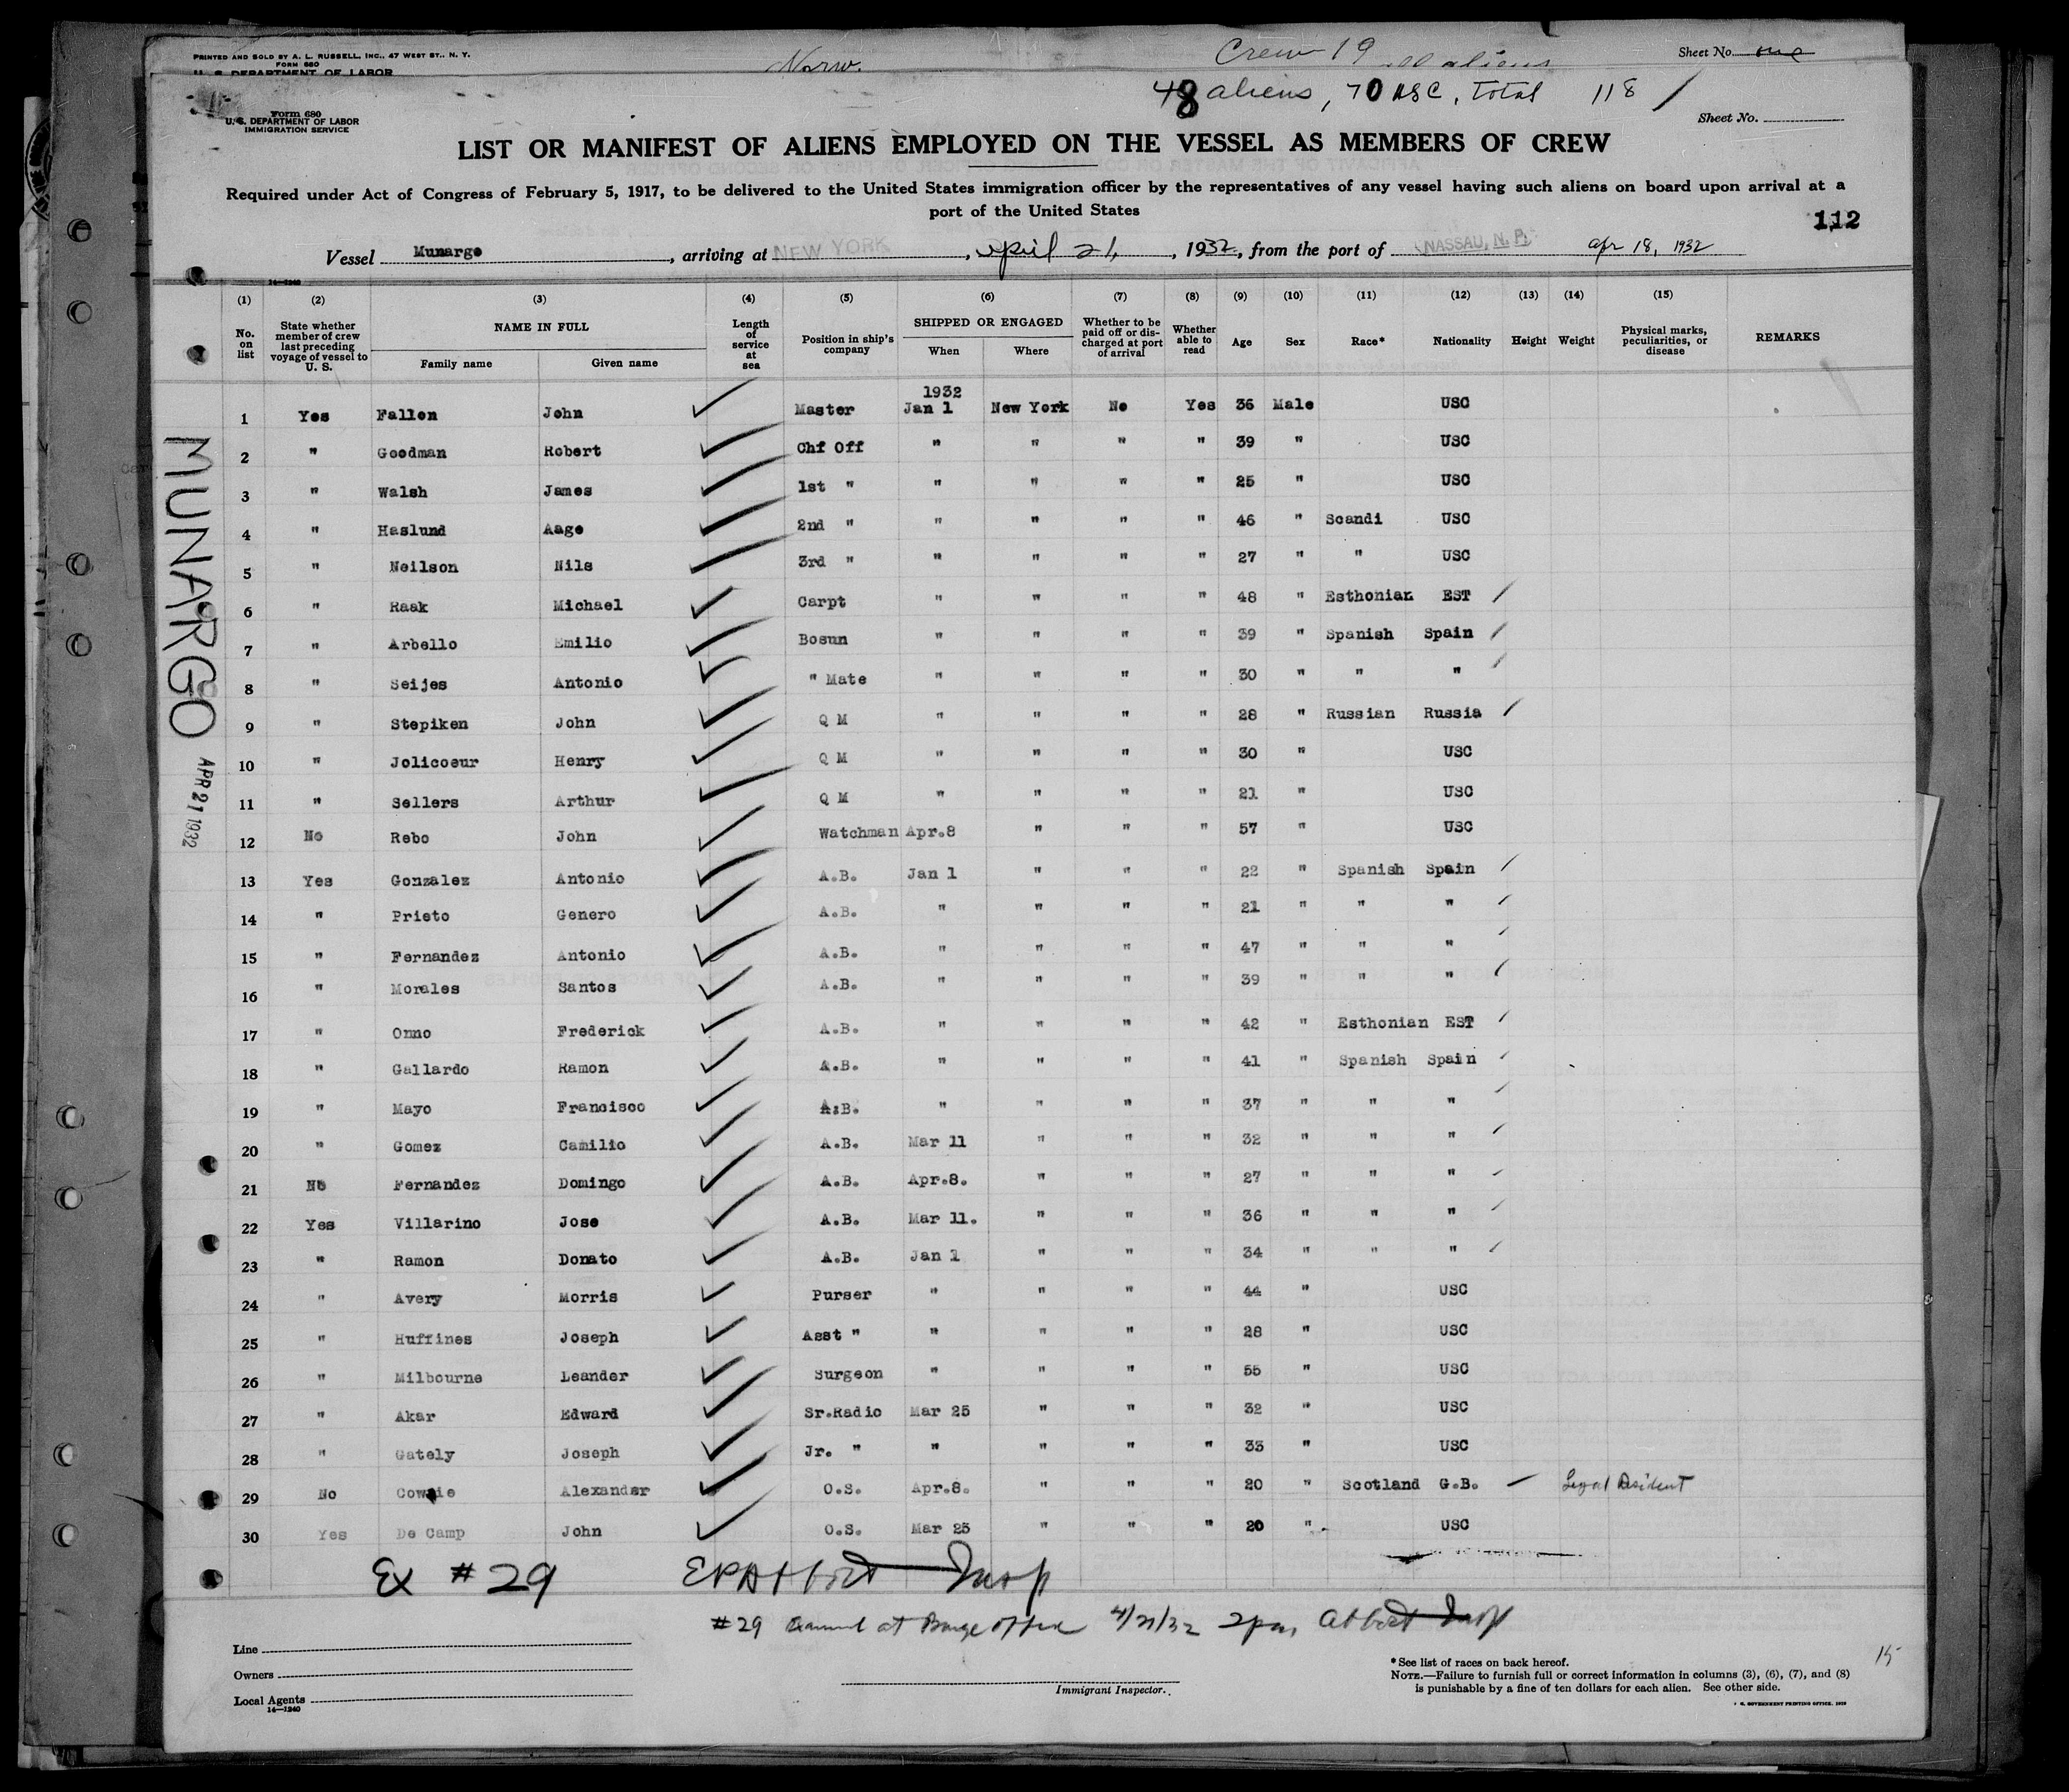 PRINTED AND SOLD BY A. L. RUSSELL, INC., 47 WEST ST., N. Y.
FORM 680
U. S. DEPARTMENT OF LABOR
Norw.
Crew 19
aliens
Sheet No. one
48 aliens, 70 USC, Total 118
Form 680
U. S. DEPARTMENT OF LABOR
IMMIGRATION SERVICE
Sheet No.
LIST OR MANIFEST OF ALIENS EMPLOYED ON THE VESSEL AS MEMBERS OF CREW
Required under Act of Congress of February 5, 1917, to be delivered to the United States immigration officer by the representatives of any vessel having such aliens on board upon arrival at a
port of the United States
112
Vessel Munargo, arriving at NEW YORK, April 21, 1932, from the port of NASSAU, N. P. Apr 18, 1932
14—1240
(1) (2) (3) (4) (5) (6) (7) (8) (9) (10) (11) (12) (13) (14) (15)
No. on list State whether member of crew last preceding voyage of vessel to U. S. NAME IN FULL Family name Given name Length of service at sea Position in ship's company SHIPPED OR ENGAGED When Where Whether to be paid off or discharged at port of arrival Whether able to read Age Sex Race* Nationality Height Weight Physical marks, peculiarities, or disease REMARKS
1932
1 Yes Fallon John Master Jan 1 New York No Yes 36 Male USC
2 " Goodman Robert Chf Off " " " " 39 " USC
3 " Walsh James 1st " " " " " 25 " USC
4 " Haslund Aage 2nd " " " " " 46 " Scandi USC
5 " Neilson Nils 3rd " " " " " 27 " " USC
6 " Raak Michael Carpt " " " " 48 " Esthonian EST
7 " Arbello Emilio Bosun " " " " 39 " Spanish Spain
8 " Seijes Antonio " Mate " " " " 30 " " "
9 " Stepiken John Q M " " " " 28 " Russian Russia
10 " Jolicoeur Henry Q M " " " " 30 " USC
11 " Sellers Arthur Q M " " " " 21 " USC
12 No Rebo John Watchman Apr.8 " " " 57 " USC
13 Yes Gonzalez Antonio A.B. Jan 1 " " " 22 " Spanish Spain
14 " Prieto Genero A.B. " " " " 21 " " "
15 " Fernandez Antonio A.B. " " " " 47 " " "
16 " Morales Santos A.B. " " " " 39 " " "
17 " Onno Frederick A.B. " " " " 42 " Esthonian EST
18 " Gallardo Ramon A.B. " " " " 41 " Spanish Spain
19 " Mayo Francisco A.B. " " " " 37 " " "
20 " Gomez Camilio A.B. Mar 11 " " " 32 " " "
21 No Fernandez Domingo A.B. Apr.8. " " " 27 " " "
22 Yes Villarino Jose A.B. Mar 11. " " " 36 " " "
23 " Ramon Donato A.B. Jan 1 " " " 34 " " "
24 " Avery Morris Purser " " " " 44 " USC
25 " Huffines Joseph Asst " " " " " 28 " USC
26 " Milbourne Leander Surgeon " " " " 55 " USC
27 " Akar Edward Sr.Radio Mar 25 " " " 32 " USC
28 " Gately Joseph Jr. " " " " " 33 " USC
29 No Cowie Alexander O.S. Apr.8. " " " 20 " Scotland G.B. Legal Resident
30 Yes De Camp John O.S. Mar 25 " " " 20 " USC
MUNARGO APR 21 1932
Ex # 29 EPAbbott Insp
#29 Examined at Barge Office 4/21/32 2pm, Abbott Insp
Line
Owners
Local Agents
14—1240
Immigrant Inspector.
* See list of races on back hereof.
NOTE.—Failure to furnish full or correct information in columns (3), (6), (7), and (8)
is punishable by a fine of ten dollars for each alien. See other side.
U. S. GOVERNMENT PRINTING OFFICE, 1929
15